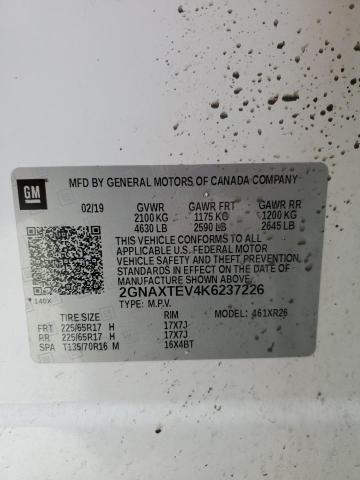 GM
MFD BY GENERAL MOTORS OF CANADA COMPANY
02/19 GVWR GAWR FRT GAWR RR
2100 KG 1175 KG 1200 KG
4630 LB 2590 LB 2645 LB
THIS VEHICLE CONFORMS TO ALL
APPLICABLE U.S. FEDERAL MOTOR
VEHICLE SAFETY AND THEFT
PREVENTION STANDARDS IN EFFECT
ON THE DATE OF MANUFACTURE
SHOWN ABOVE.
* 140X 2GNAXTEV4K6237226
TYPE: M.P.V. MODEL: 461XR26
TIRE SIZE RIM
FRT 225/65R17 H 17X7J
RR 225/65R17 H 17X7J
SPA T135/70R16 M 16X4BT